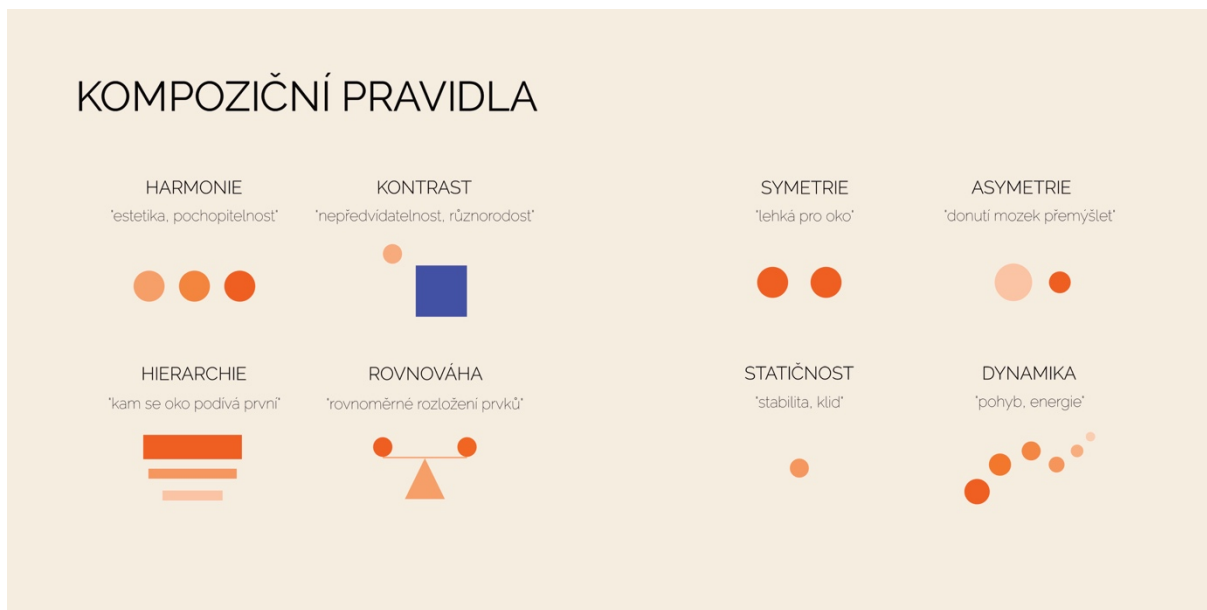 KOMPOZIČNÍ PRAVIDLA
HARMONIE
"estetika, pochopitelnost"
KONTRAST
"nepředvídatelnost, různorodost"
SYMETRIE
"lehká pro oko"
ASYMETRIE
"donutí mozek přemýšlet"
HIERARCHIE
"kam se oko podívá první"
ROVNOVÁHA
"rovnoměrné rozložení prvků"
STATIČNOST
"stabilita, klid"
DYNAMIKA
"pohyb, energie"